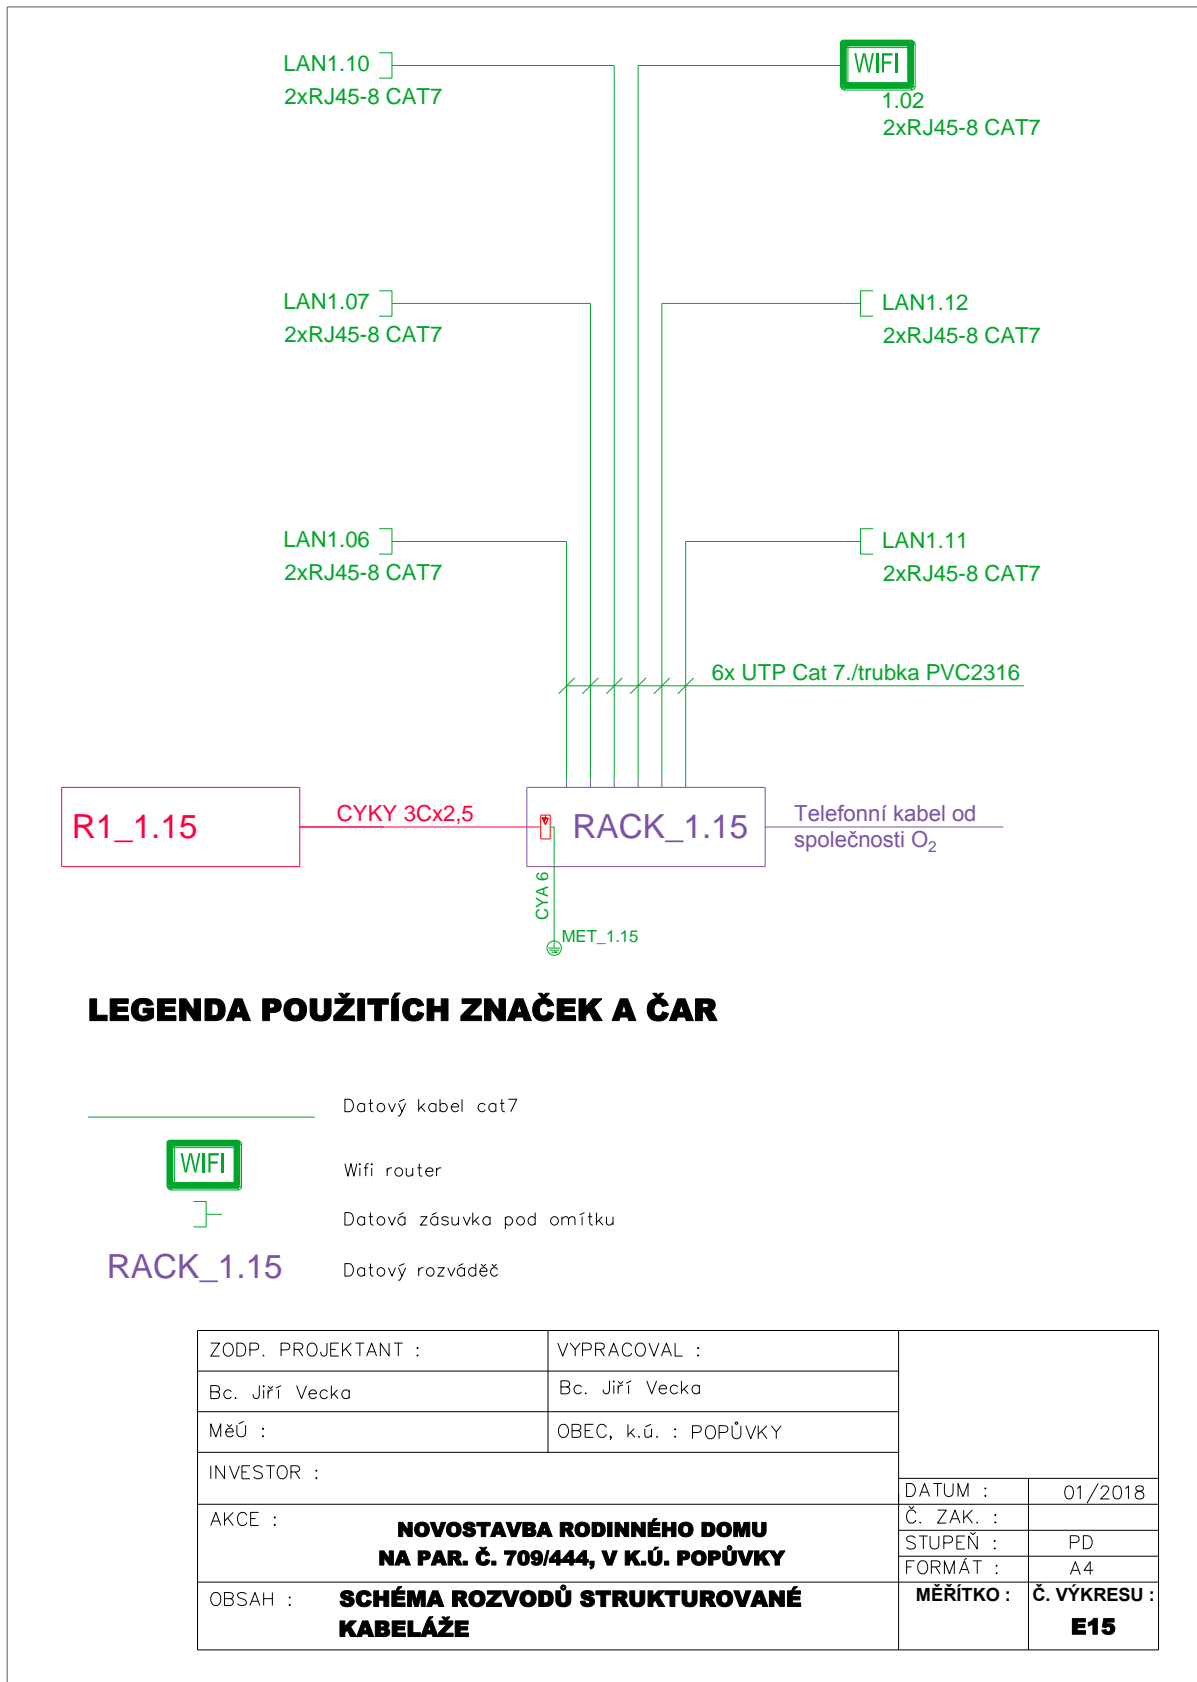 LAN1.10
2xRJ45-8 CAT7
WIFI
1.02
2xRJ45-8 CAT7
LAN1.07
2xRJ45-8 CAT7
LAN1.12
2xRJ45-8 CAT7
LAN1.06
2xRJ45-8 CAT7
LAN1.11
2xRJ45-8 CAT7
6x UTP Cat 7./trubka PVC2316
R1_1.15
CYKY 3Cx2,5
RACK_1.15
Telefonní kabel od
společnosti O₂
CYA 6
MET_1.15
LEGENDA POUŽITÍCH ZNAČEK A ČAR
Datový kabel cat7
WIFI
Wifi router
Datová zásuvka pod omítku
RACK_1.15
Datový rozváděč
ZODP. PROJEKTANT :
VYPRACOVAL :
Bc. Jiří Vecka
Bc. Jiří Vecka
MěÚ :
OBEC, k.ú. : POPŮVKY
INVESTOR :
DATUM :
01/2018
AKCE :
NOVOSTAVBA RODINNÉHO DOMU
NA PAR. Č. 709/444, V K.Ú. POPŮVKY
Č. ZAK. :
STUPEŇ :
PD
FORMÁT :
A4
OBSAH :
SCHÉMA ROZVODŮ STRUKTUROVANÉ
KABELÁŽE
MĚŘÍTKO :
Č. VÝKRESU :
E15